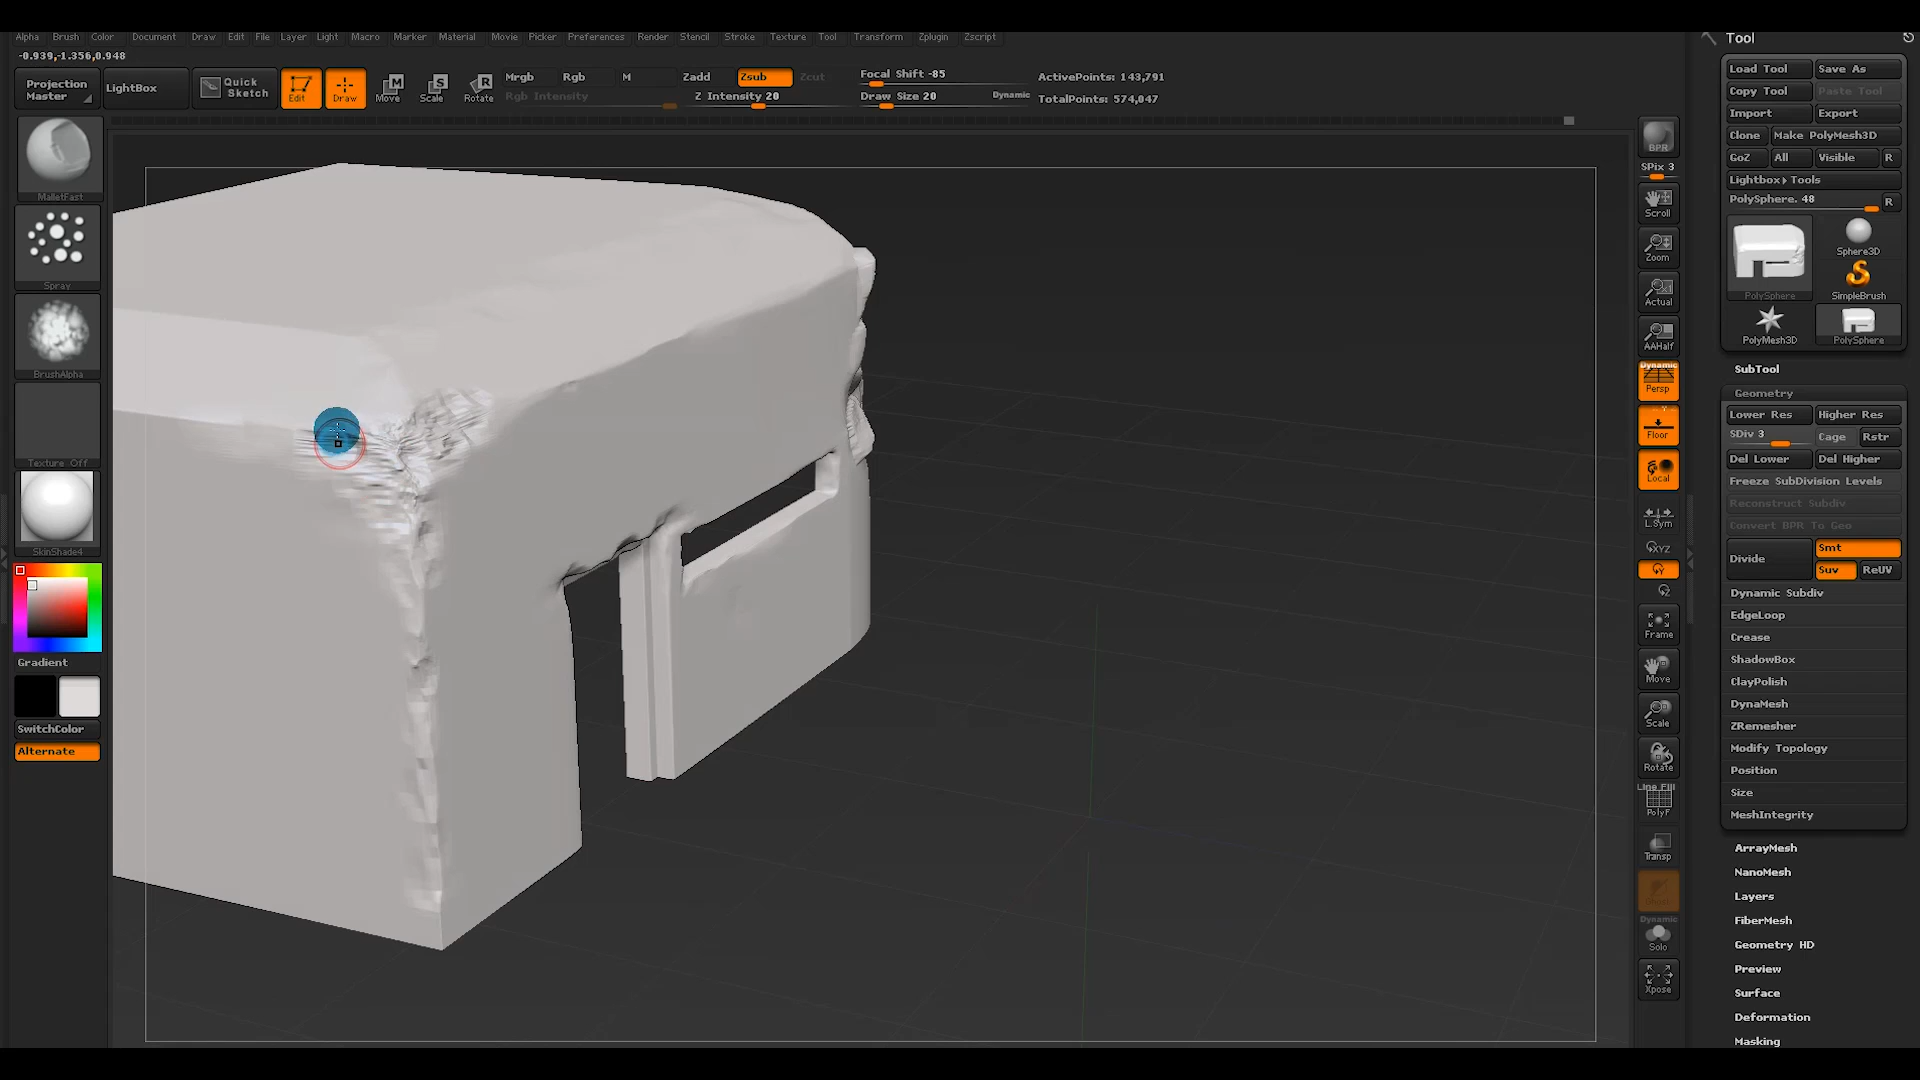 Alpha Brush Color Document Draw Edit File Layer Light Macro Marker Material Movie Picker Preferences Render Stencil Stroke Texture Tool Transform Zplugin Zscript
-0.939,-1.356,0.948
Projection Master
LightBox
Quick Sketch
Edit
Draw
Move
Scale
Rotate
Mrgb Rgb M
Rgb Intensity
Zadd Zsub Zcut
Z Intensity 20
Focal Shift -85
Draw Size 20 Dynamic
ActivePoints: 143,791
TotalPoints: 574,047
MalletFast
Spray
BrushAlpha
Texture Off
SkinShade4
Gradient
SwitchColor
Alternate
BPR
SPix 3
Scroll
Zoom
Actual
AAHalf
Dynamic
Persp
Floor
Local
L.Sym
XYZ
Y
Z
Frame
Move
Scale
Rotate
Line Fill
PolyF
Transp
Dynamic
Solo
Xpose
Tool
Load Tool Save As
Copy Tool Paste Tool
Import Export
Clone Make PolyMesh3D
GoZ All Visible R
Lightbox▸Tools
PolySphere. 48 R
PolySphere
Sphere3D
SimpleBrush
PolyMesh3D
PolySphere
SubTool
Geometry
Lower Res Higher Res
SDiv 3 Cage Rstr
Del Lower Del Higher
Freeze SubDivision Levels
Reconstruct Subdiv
Convert BPR To Geo
Divide Smt
Suv ReUV
Dynamic Subdiv
EdgeLoop
Crease
ShadowBox
ClayPolish
DynaMesh
ZRemesher
Modify Topology
Position
Size
MeshIntegrity
ArrayMesh
NanoMesh
Layers
FiberMesh
Geometry HD
Preview
Surface
Deformation
Masking